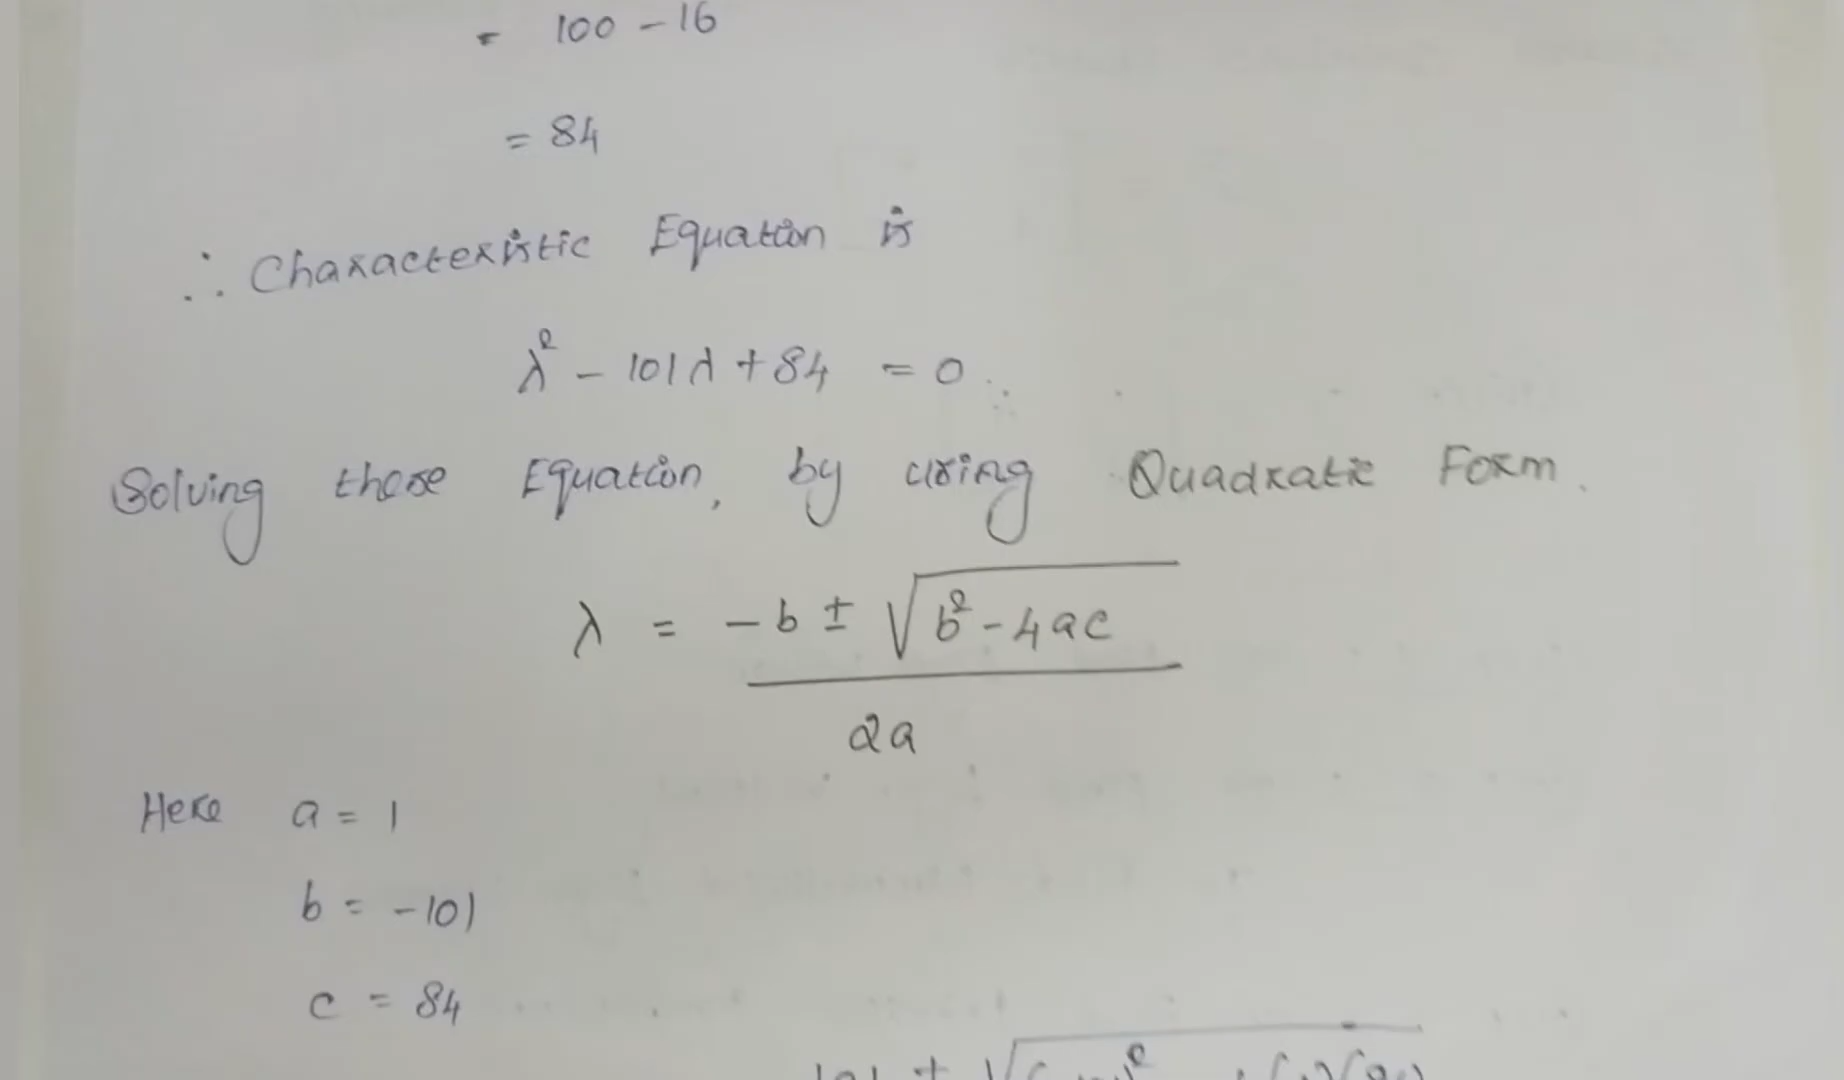 = 100 - 16
= 84
∴ Characteristic Equation is
λ² - 101λ + 84 = 0
Solving these Equation, by using Quadratic Form.
λ = -b ± √b² - 4ac
2a
Here a = 1
b = -101
c = 84